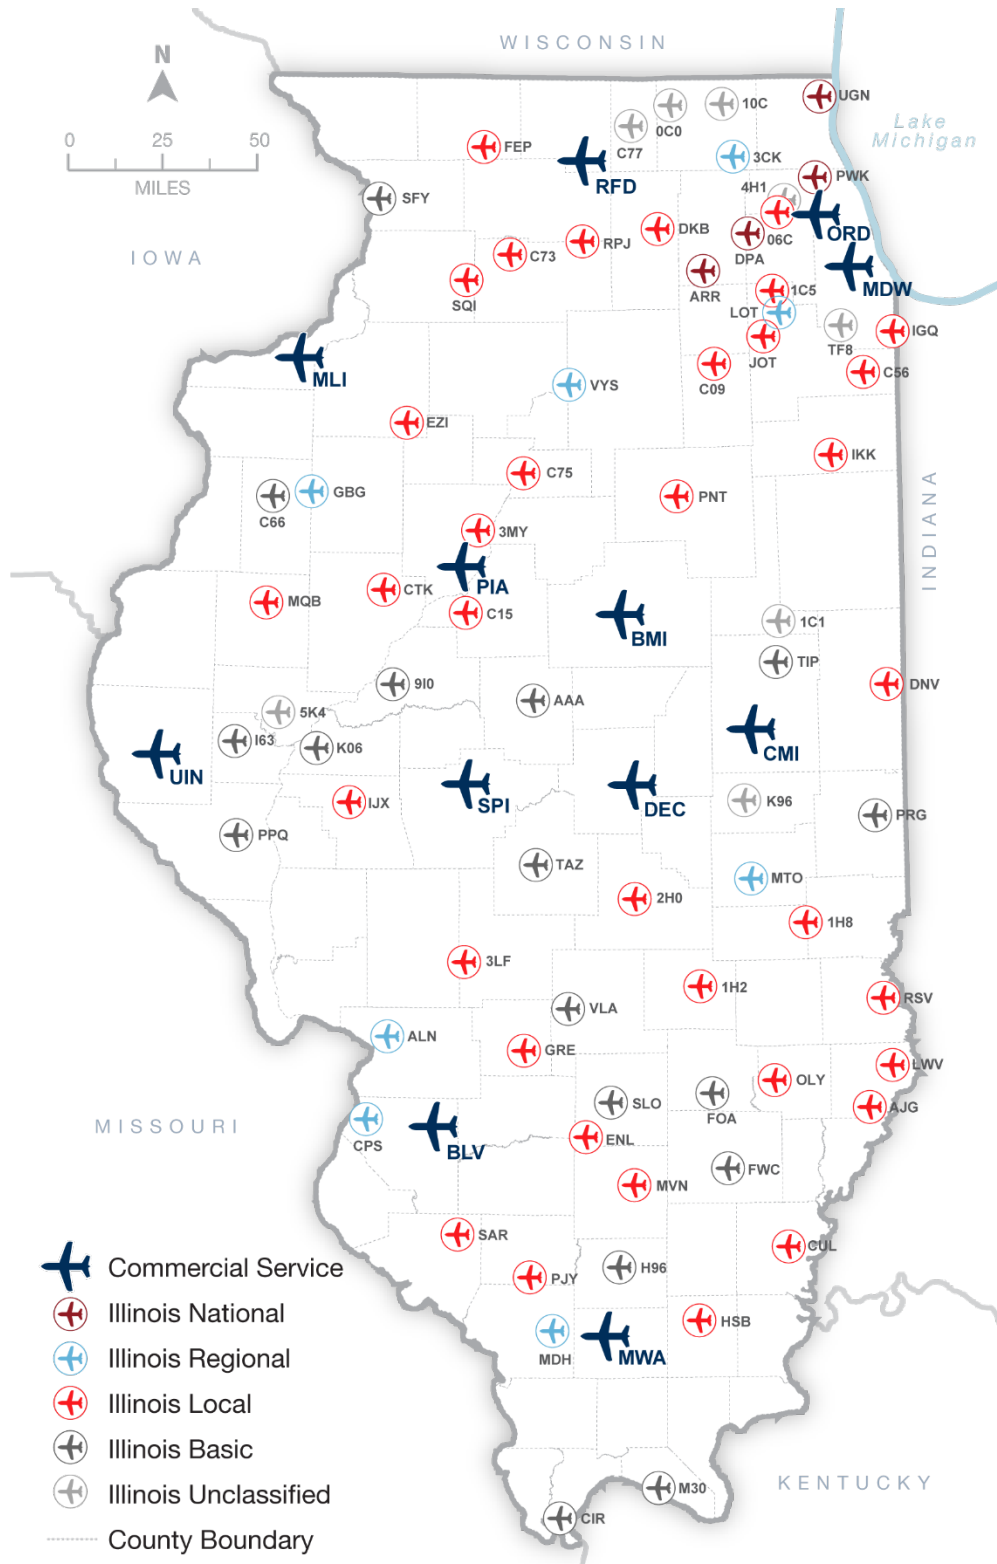 WISCONSIN
N
0 25 50
MILES
UGN
10C
0C0
C77
Lake
Michigan
FEP
RFD
3CK
PWK
4H1
SFY
ORD
06C
DKB
RPJ
DPA
IOWA
C73
MDW
ARR
SQI
1C5
LOT
TF8
IGQ
JOT
MLI
C09
C56
VYS
EZI
IKK
C75
GBG
C66
PNT
INDIANA
3MY
PIA
CTK
MQB
C15
BMI
1C1
TIP
9I0
DNV
AAA
5K4
I63
K06
CMI
UIN
SPI
DEC
IJX
K96
PRG
PPQ
TAZ
MTO
2H0
1H8
3LF
1H2
RSV
VLA
ALN
GRE
LWV
OLY
SLO
FOA
AJG
MISSOURI
CPS
BLV
ENL
FWC
MVN
SAR
CUL
H96
PJY
HSB
MDH
MWA
Commercial Service
Illinois National
Illinois Regional
Illinois Local
Illinois Basic
Illinois Unclassified
County Boundary
KENTUCKY
M30
CIR